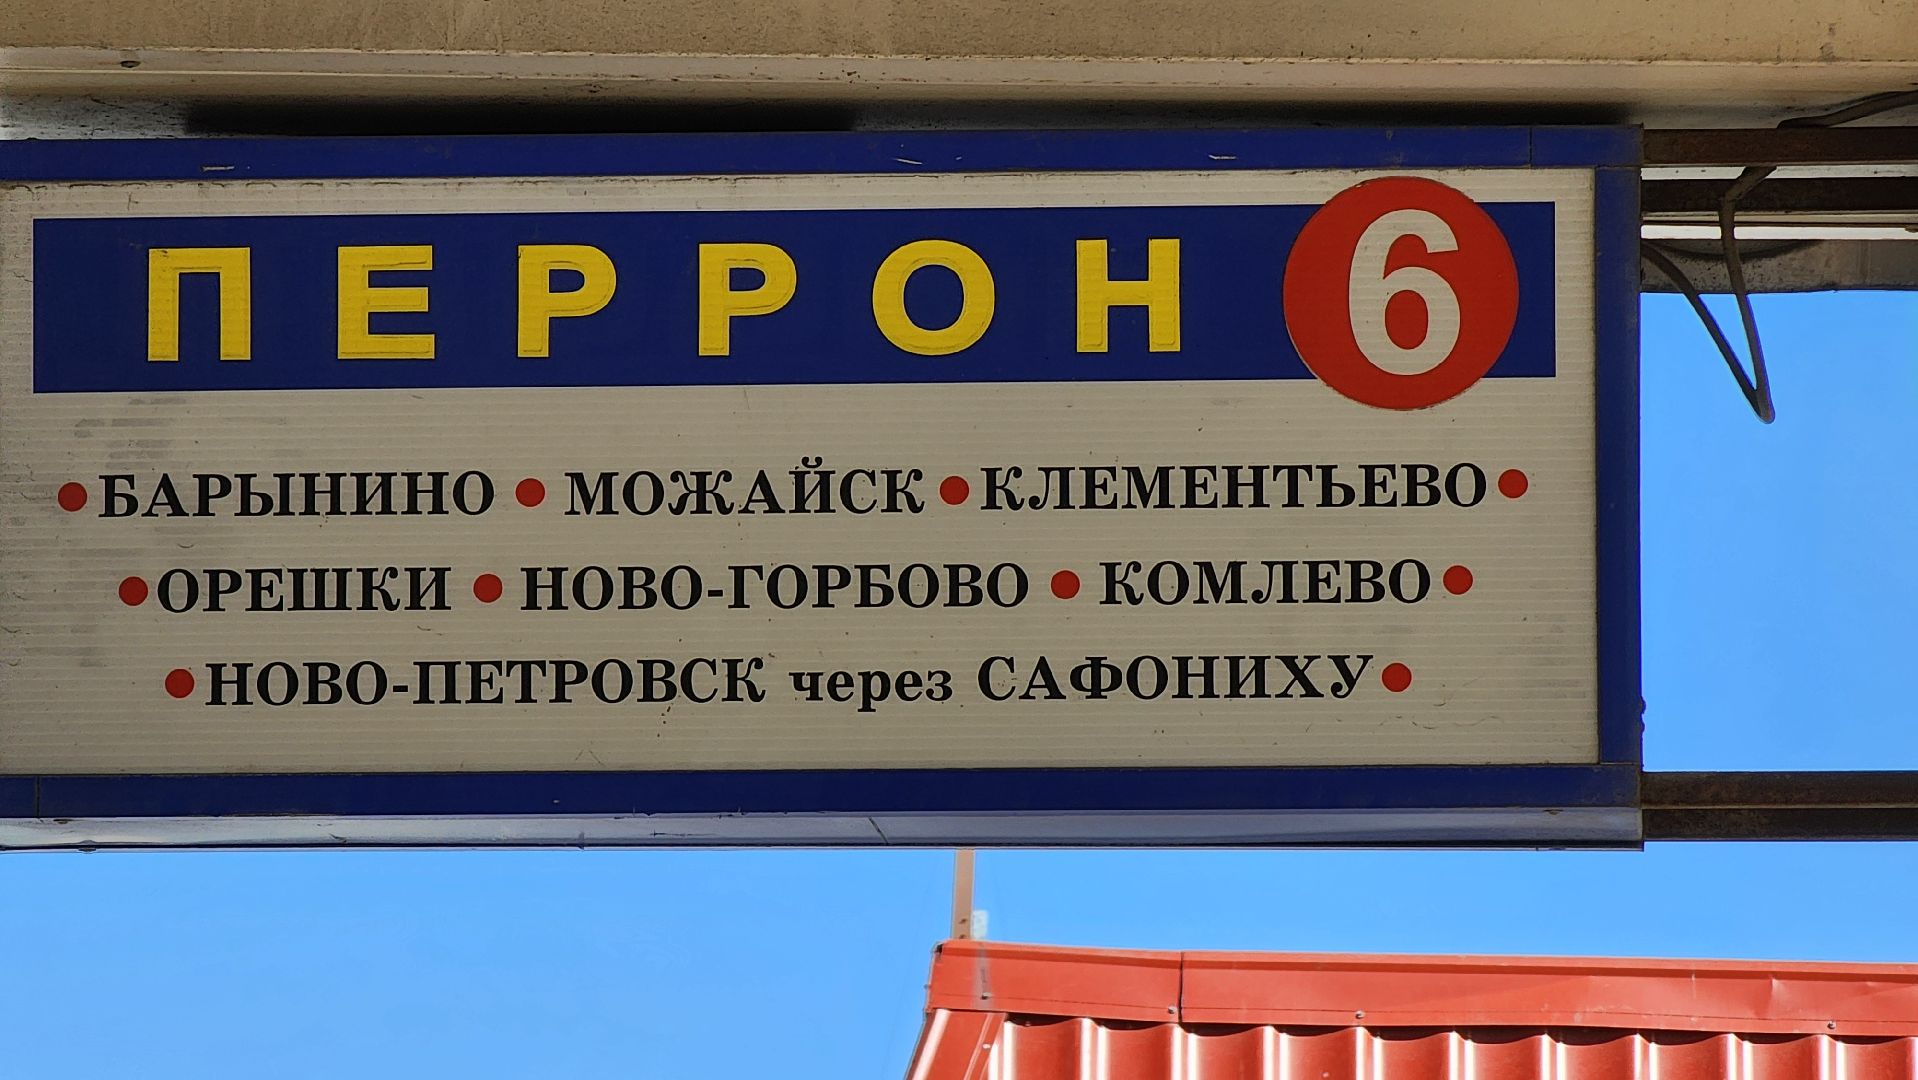 ПЕРРОН 6
•БАРЫНИНО • МОЖАЙСК •КЛЕМЕНТЬЕВО•
•ОРЕШКИ • НОВО-ГОРБОВО • КОМЛЕВО•
•НОВО-ПЕТРОВСК через САФОНИХУ•